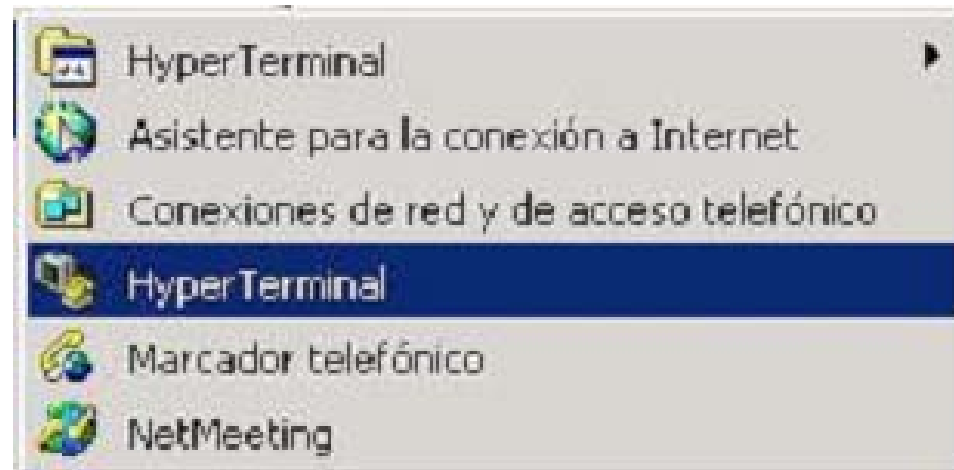 HyperTerminal
Asistente para la conexión a Internet
Conexiones de red y de acceso telefónico
HyperTerminal
Marcador telefónico
NetMeeting